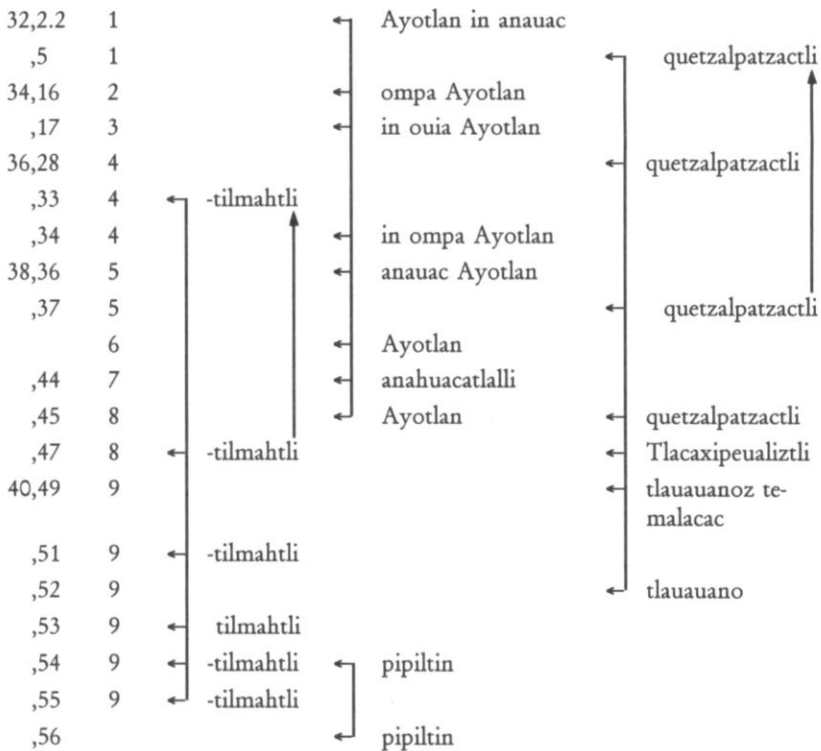 32,2.2 1 Ayotlan in anauac
,5 1 quetzalpatzactli
34,16 2 ompa Ayotlan
,17 3 in ouia Ayotlan
36,28 4 quetzalpatzactli
,33 4 -tilmahtli
,34 4 in ompa Ayotlan
38,36 5 anauac Ayotlan
,37 5 quetzalpatzactli
6 Ayotlan
,44 7 anahuacatlalli
,45 8 Ayotlan quetzalpatzactli
,47 8 -tilmahtli Tlacaxipeualiztli
40,49 9 tlauauanoz te-
malacac
,51 9 -tilmahtli
,52 9 tlauauano
,53 9 tilmahtli
,54 9 -tilmahtli pipiltin
,55 9 -tilmahtli
,56 pipiltin